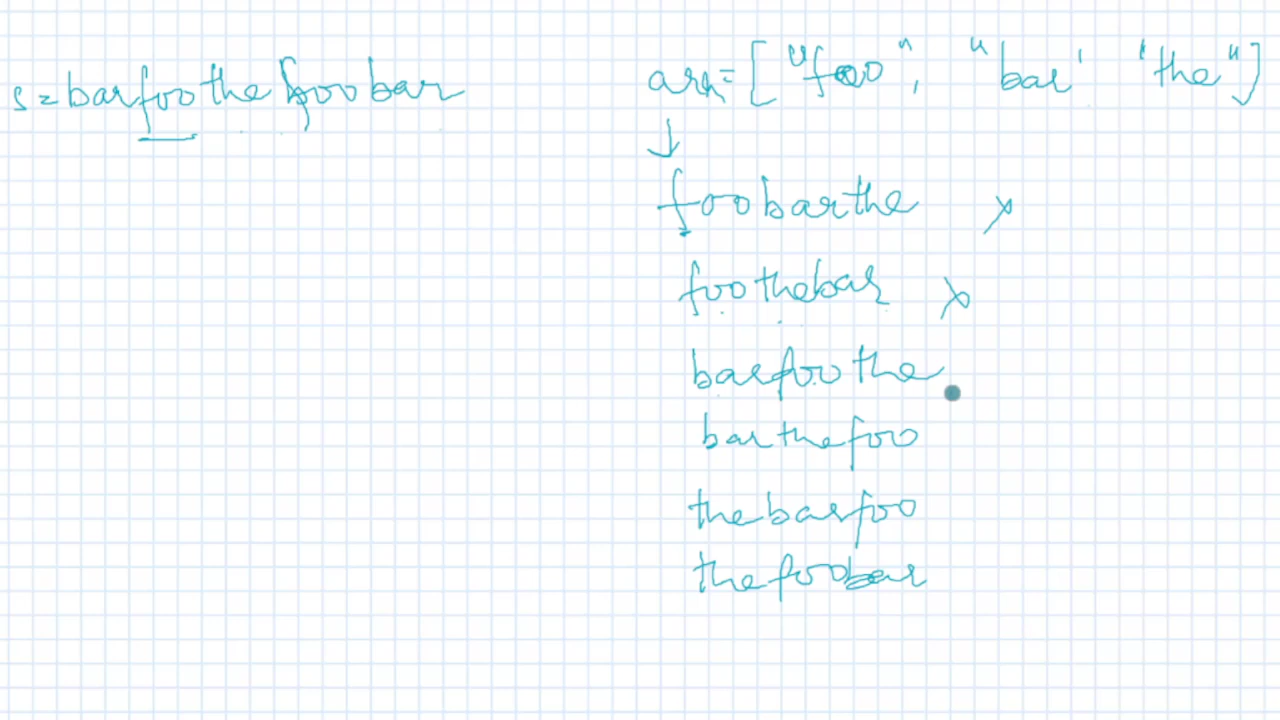 s = barfoothefoobar
arr = ["foo", "bar' 'the"]
foobarthe x
foothebar x
barfoothe
barthefoo
thebarfoo
thefoobar